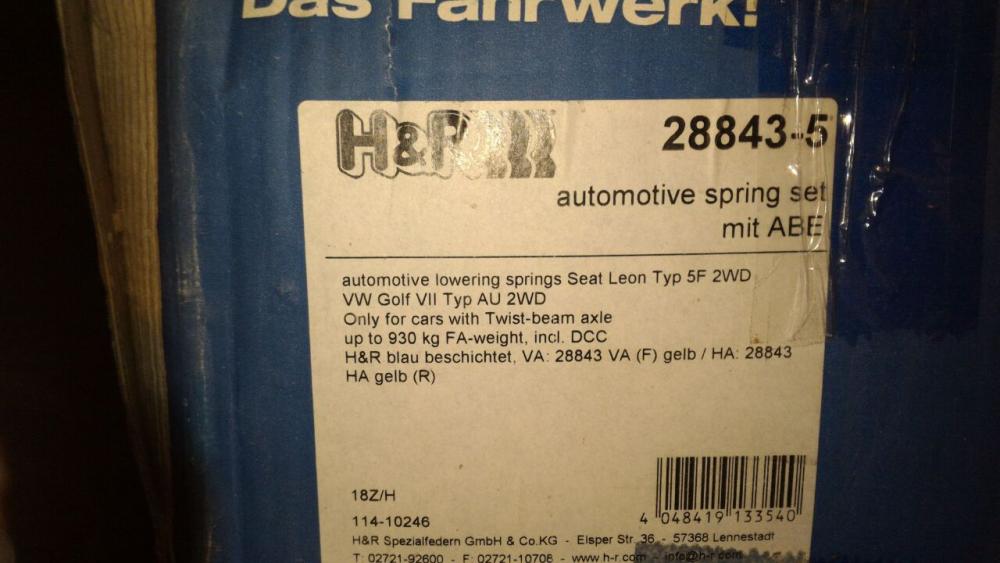 Das Fahrwerk!
H&R
28843-5
automotive spring set
mit ABE
automotive lowering springs Seat Leon Typ 5F 2WD
VW Golf VII Typ AU 2WD
Only for cars with Twist-beam axle
up to 930 kg FA-weight, incl. DCC
H&R blau beschichtet, VA: 28843 VA (F) gelb / HA: 28843
HA gelb (R)
18Z/H
114-10246
4 048419 133540
H&R Spezialfedern GmbH & Co.KG - Elsper Str. 36 - 57368 Lennestadt
T: 02721-92600 - F: 02721-10708 - www.h-r.com - info@h-r.com